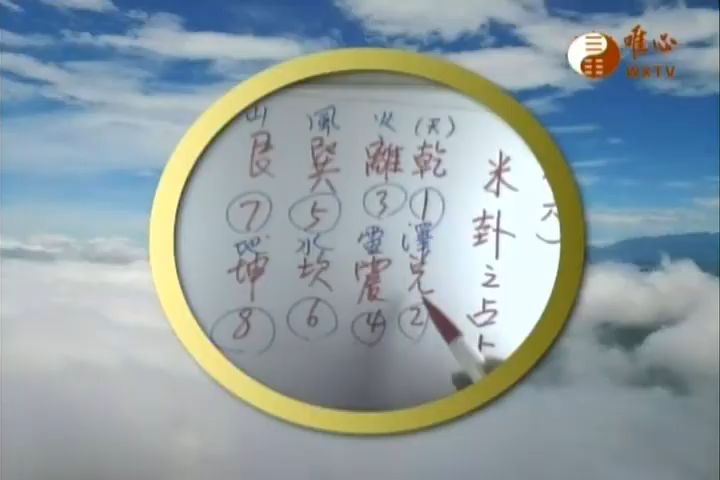 唯心
WXTV
六)
米卦之占卜
(天)乾①
澤兌②
火離③
雷震④
風巽⑤
水坎⑥
山艮⑦
地坤⑧